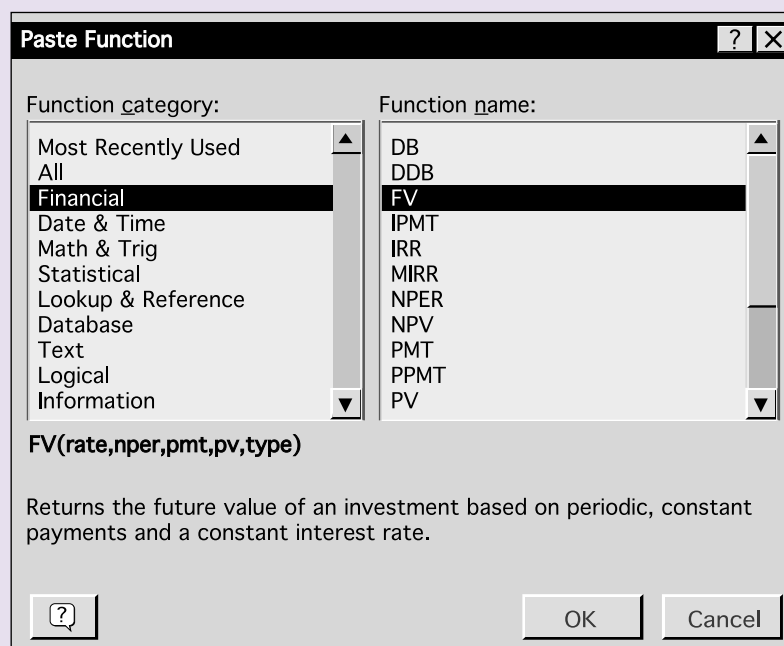 Paste Function
?
Function category:
Most Recently Used
All
Financial
Date & Time
Math & Trig
Statistical
Lookup & Reference
Database
Text
Logical
Information
Function name:
DB
DDB
FV
IPMT
IRR
MIRR
NPER
NPV
PMT
PPMT
PV
FV(rate,nper,pmt,pv,type)
Returns the future value of an investment based on periodic, constant
payments and a constant interest rate.
?
OK
Cancel